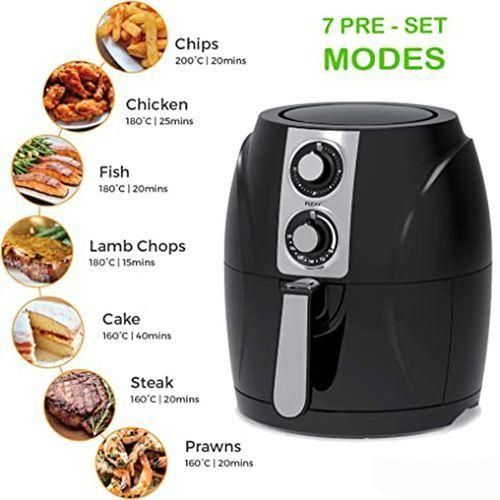 7 PRE - SET
MODES
Chips
200°C | 20mins
Chicken
180°C | 25mins
Fish
180°C | 20mins
Lamb Chops
180°C | 15mins
Cake
160°C | 40mins
Steak
160°C | 20mins
Prawns
160°C | 20mins